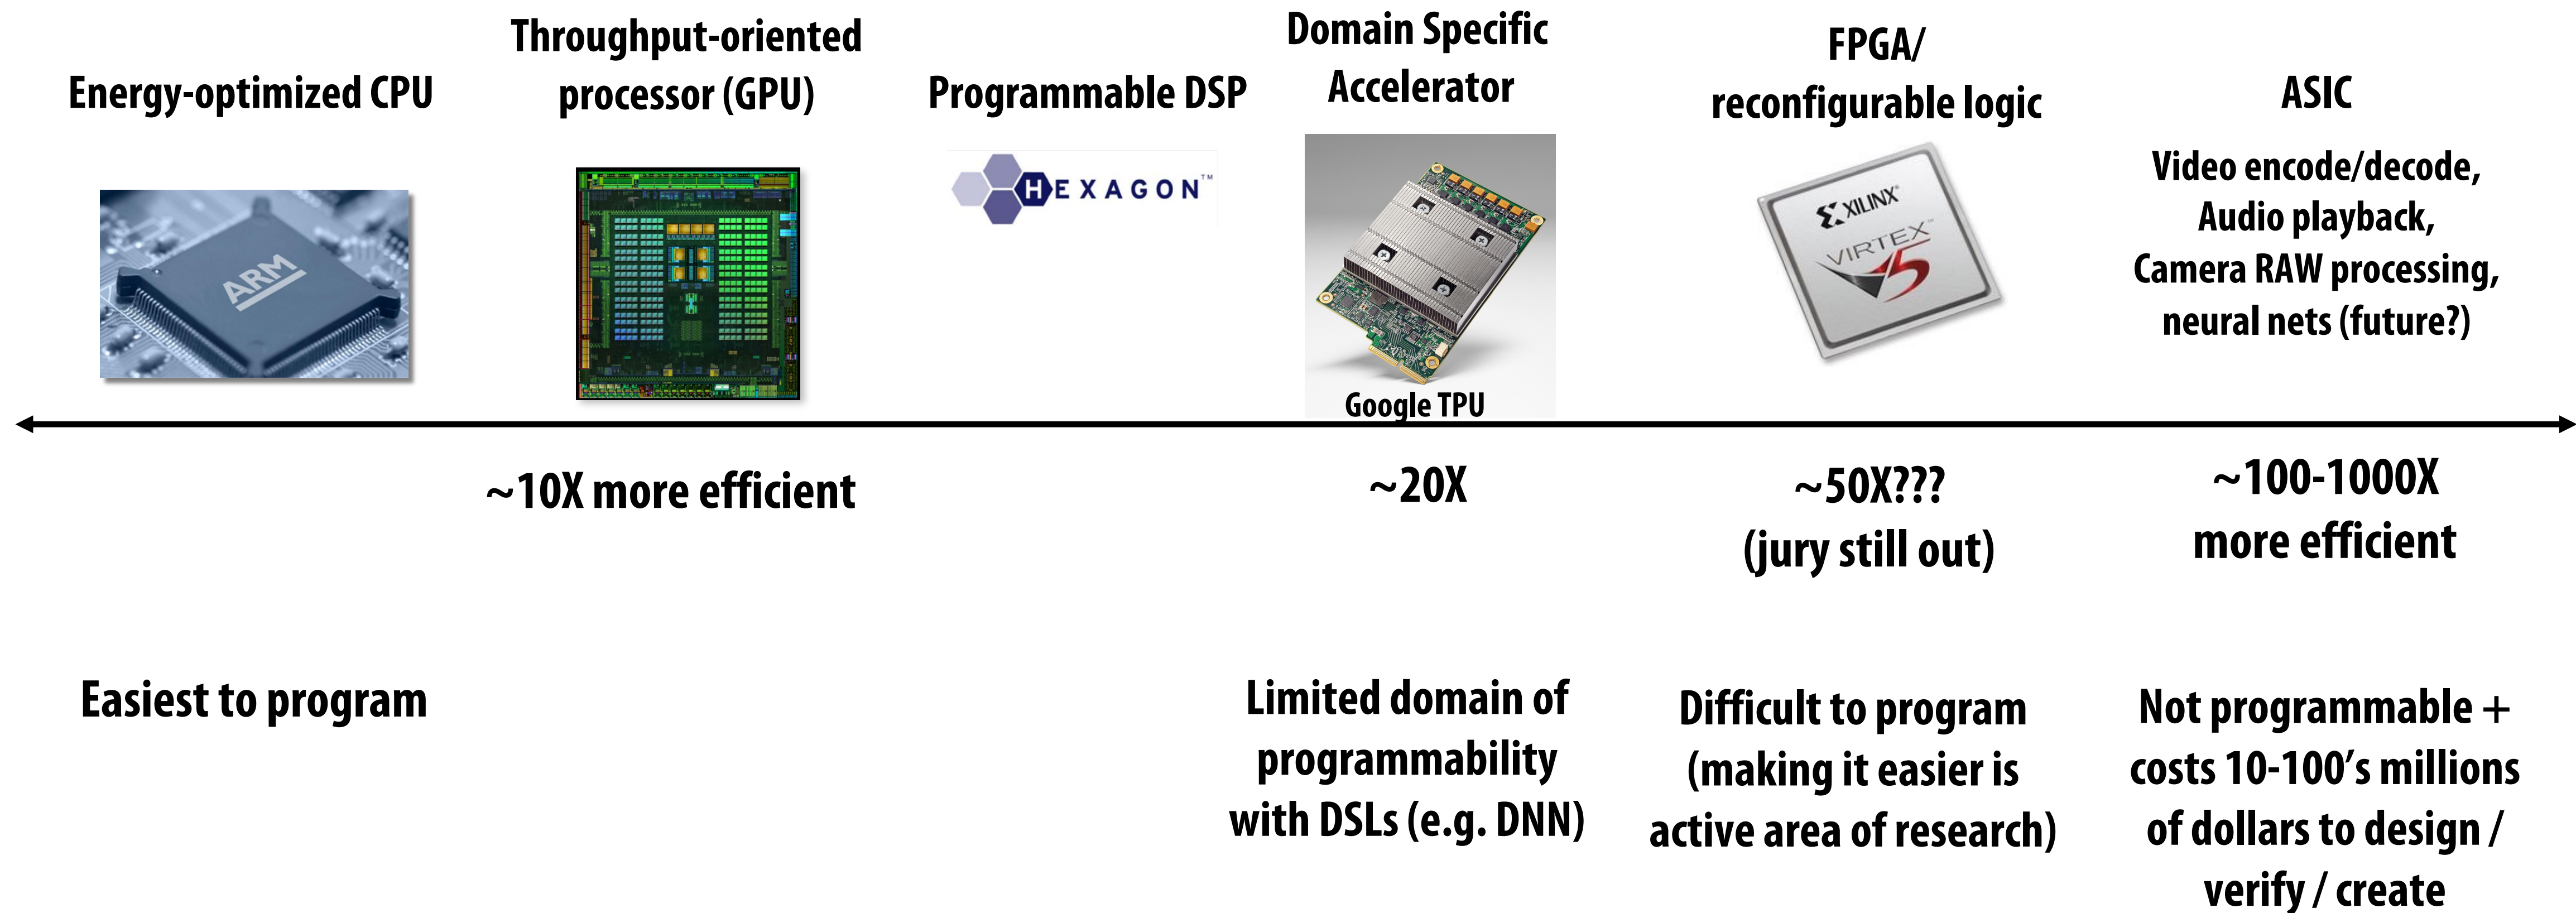 Energy-optimized CPU
Throughput-oriented
processor (GPU)
Programmable DSP
Domain Specific
Accelerator
FPGA/
reconfigurable logic
ASIC
ARM
HEXAGON™
Google TPU
XILINX®
VIRTEX™
5
Video encode/decode,
Audio playback,
Camera RAW processing,
neural nets (future?)
~10X more efficient
~20X
~50X???
(jury still out)
~100-1000X
more efficient
Easiest to program
Limited domain of
programmability
with DSLs (e.g. DNN)
Difficult to program
(making it easier is
active area of research)
Not programmable +
costs 10-100’s millions
of dollars to design /
verify / create